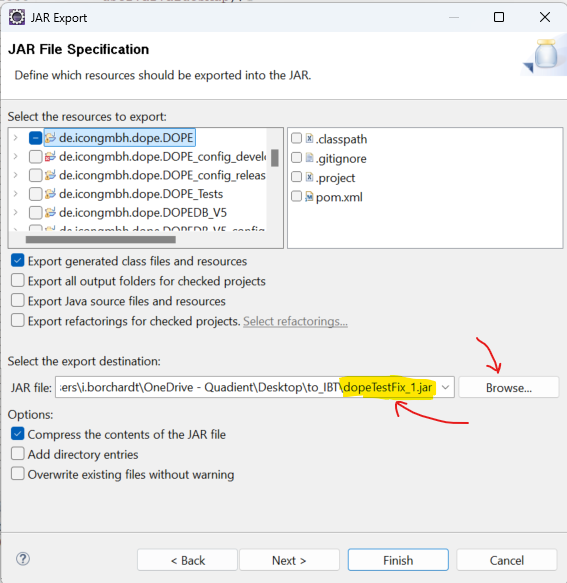 JAR Export
JAR File Specification
Define which resources should be exported into the JAR.
Select the resources to export:
de.icongmbh.dope.DOPE
de.icongmbh.dope.DOPE_config_develo
de.icongmbh.dope.DOPE_config_releas
de.icongmbh.dope.DOPE_Tests
de.icongmbh.dope.DOPEDB_V5
de.icongmbh.dope.DOPEDB_V5_config
.classpath
.gitignore
.project
pom.xml
Export generated class files and resources
Export all output folders for checked projects
Export Java source files and resources
Export refactorings for checked projects. Select refactorings...
Select the export destination:
JAR file: :ers\i.borchardt\OneDrive - Quadient\Desktop\to_IBT\dopeTestFix_1.jar Browse...
Options:
Compress the contents of the JAR file
Add directory entries
Overwrite existing files without warning
? < Back Next > Finish Cancel